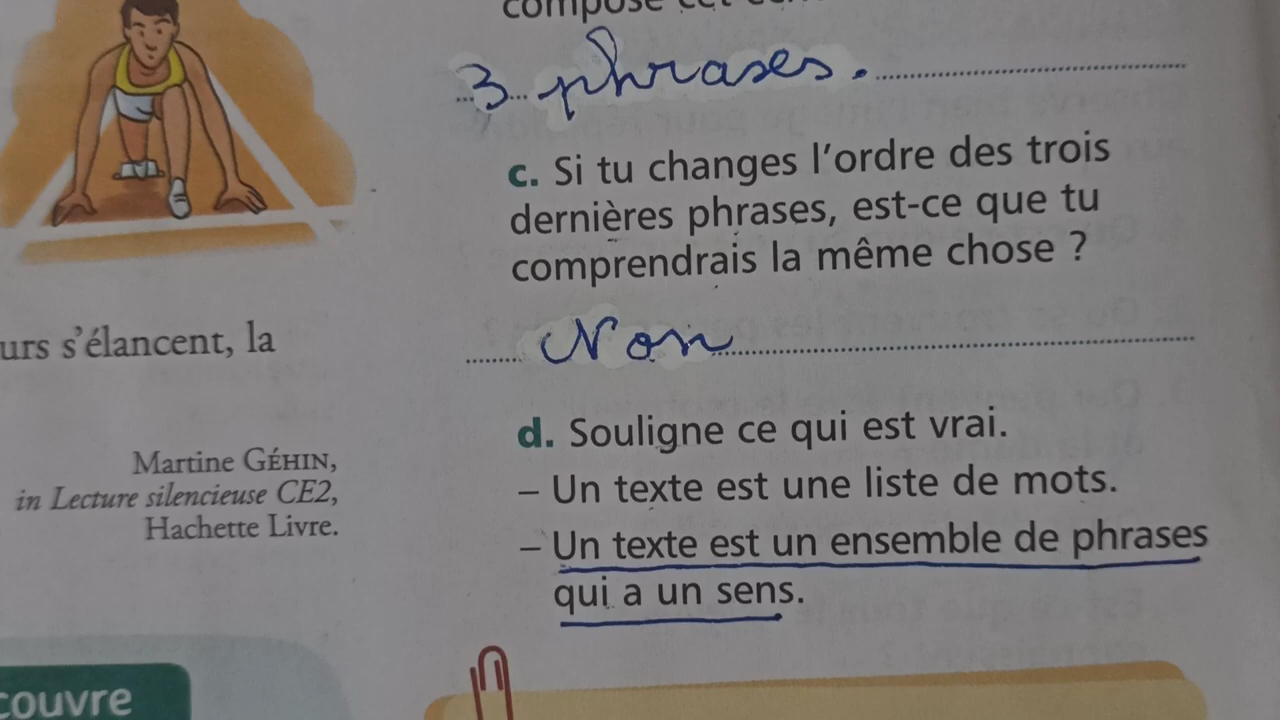 composé
3 phrases.
c. Si tu changes l'ordre des trois
dernières phrases, est-ce que tu
comprendrais la même chose ?
Non
d. Souligne ce qui est vrai.
– Un texte est une liste de mots.
– Un texte est un ensemble de phrases
qui a un sens.
urs s'élancent, la
Martine GÉHIN,
in Lecture silencieuse CE2,
Hachette Livre.
couvre